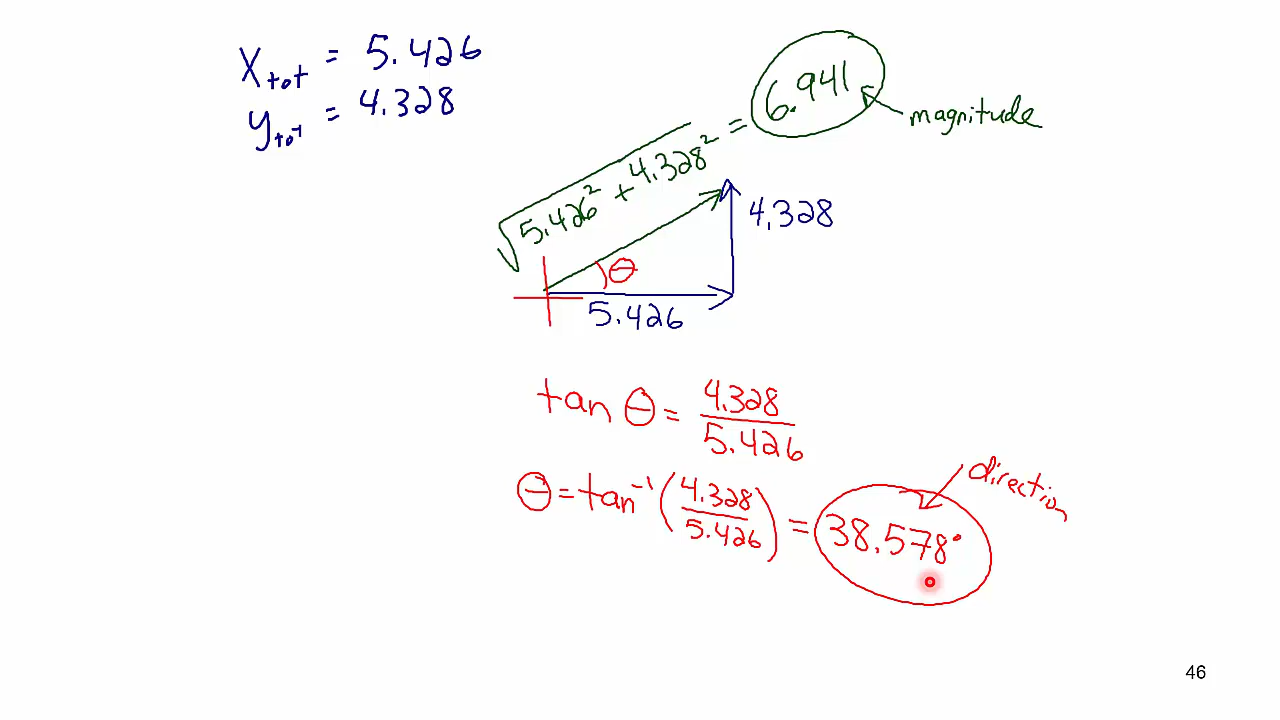 X_tot = 5.426
y_tot = 4.328
√5.426² + 4.328² = 6.941
magnitude
4.328
θ
5.426
tan θ = 4.328/5.426
θ = tan⁻¹(4.328/5.426) = 38.578°
direction
46